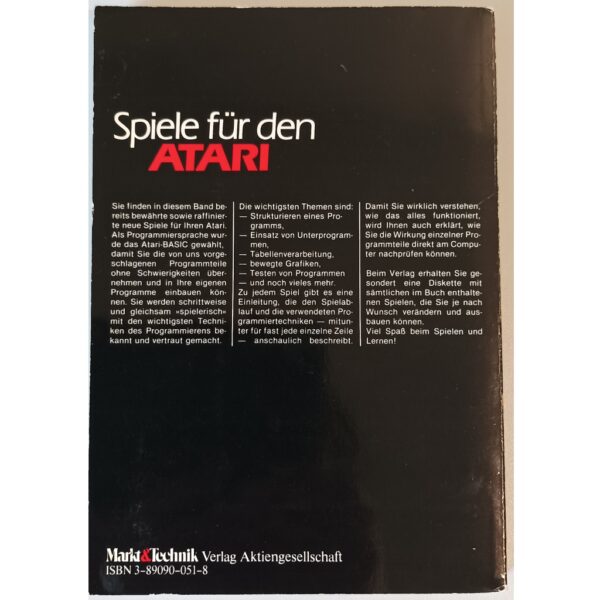 Spiele für den
ATARI
Sie finden in diesem Band be-
reits bewährte sowie raffinier-
te neue Spiele für Ihren Atari.
Als Programmiersprache wur-
de das Atari-BASIC gewählt,
damit Sie die von uns vorge-
schlagenen Programmteile
ohne Schwierigkeiten über-
nehmen und in Ihre eigenen
Programme einbauen kön-
nen. Sie werden schrittweise
und gleichsam »spielerisch«
mit den wichtigsten Techni-
ken des Programmierens be-
kannt und vertraut gemacht.
Die wichtigsten Themen sind:
— Strukturieren eines Pro-
gramms,
— Einsatz von Unterprogram-
men,
— Tabellenverarbeitung,
— bewegte Grafiken,
— Testen von Programmen
— und noch vieles mehr.
Zu jedem Spiel gibt es eine
Einleitung, die den Spielab-
lauf und die verwendeten Pro-
grammiertechniken — mitun-
ter für fast jede einzelne Zeile
— anschaulich beschreibt.
Damit Sie wirklich verstehen,
wie das alles funktioniert,
wird Ihnen auch erklärt, wie
Sie die Wirkung einzelner Pro-
grammteile direkt am Compu-
ter nachprüfen können.
Beim Verlag erhalten Sie ge-
sondert eine Diskette mit
sämtlichen im Buch enthalte-
nen Spielen, die Sie je nach
Wunsch verändern und aus-
bauen können.
Viel Spaß beim Spielen und
Lernen!
Markt&Technik Verlag Aktiengesellschaft
ISBN 3-89090-051-8